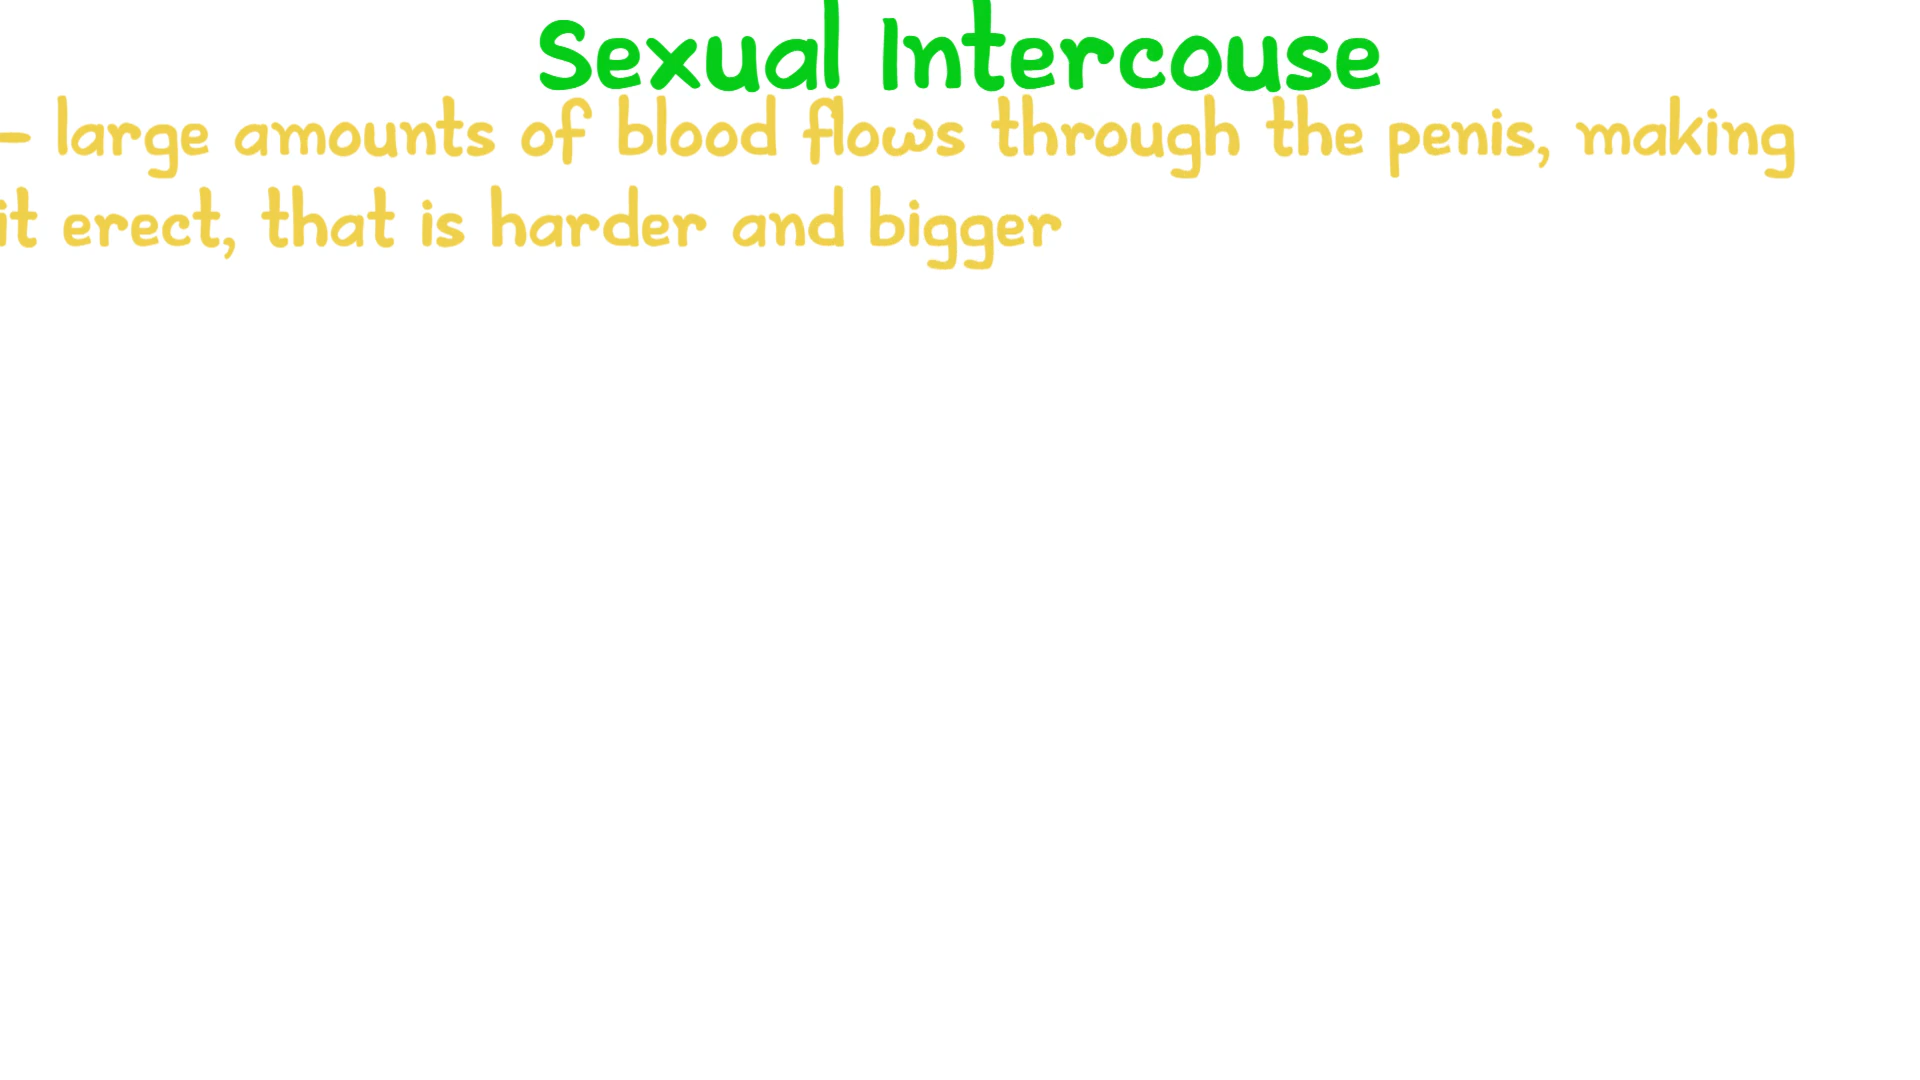 Sexual Intercouse
- large amounts of blood flows through the penis, making
it erect, that is harder and bigger